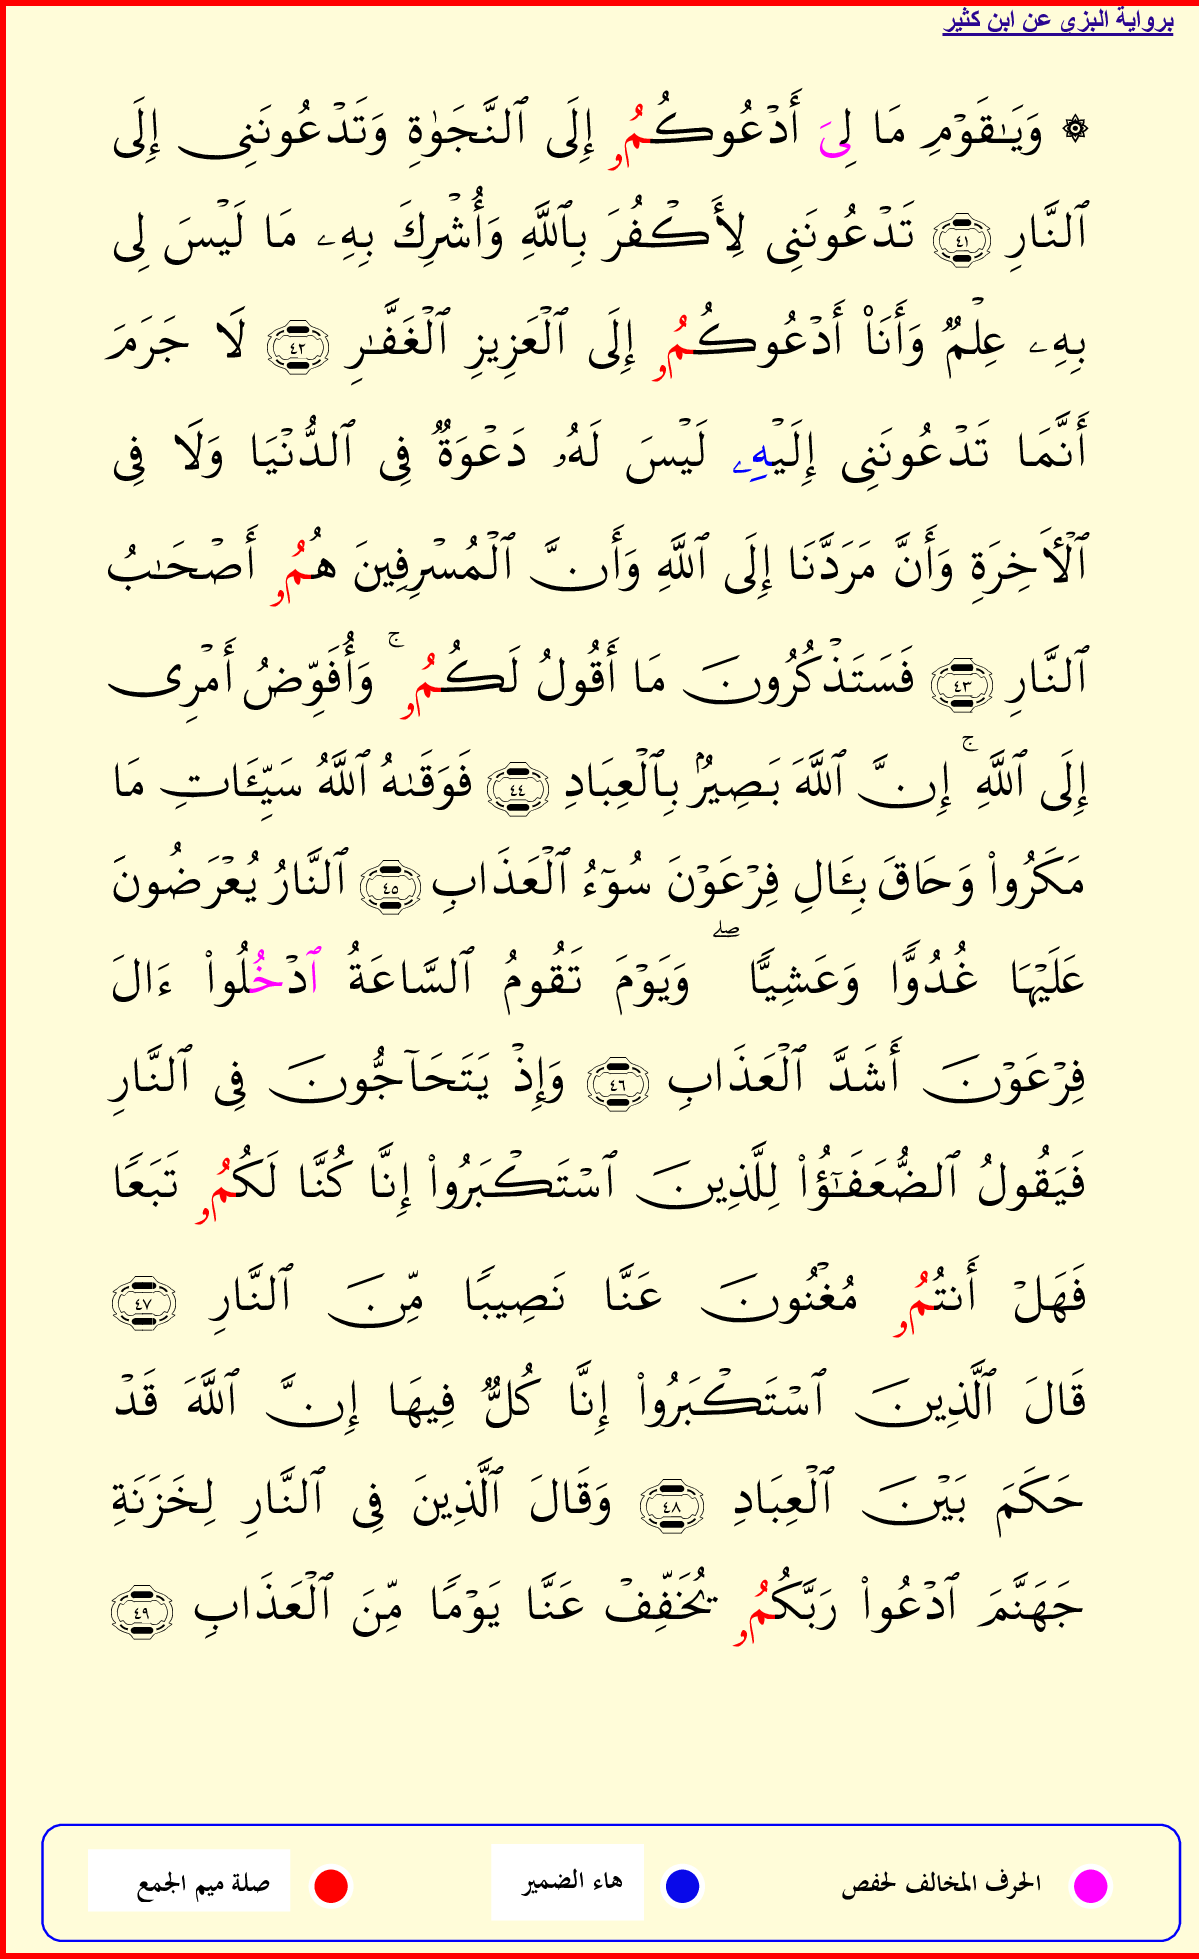 برواية البزي عن ابن كثير
۞ وَيَٰقَوْمِ مَا لِىَ أَدْعُوكُمُۥ إِلَى ٱلنَّجَوٰةِ وَتَدْعُونَنِى إِلَى
ٱلنَّارِ ٤١ تَدْعُونَنِى لِأَكْفُرَ بِٱللَّهِ وَأُشْرِكَ بِهِۦ مَا لَيْسَ لِى
بِهِۦ عِلْمٌ وَأَنَا۠ أَدْعُوكُمُۥ إِلَى ٱلْعَزِيزِ ٱلْغَفَّٰرِ ٤٢ لَا جَرَمَ
أَنَّمَا تَدْعُونَنِى إِلَيْهِۦ لَيْسَ لَهُۥ دَعْوَةٌ فِى ٱلدُّنْيَا وَلَا فِى
ٱلْأَخِرَةِ وَأَنَّ مَرَدَّنَا إِلَى ٱللَّهِ وَأَنَّ ٱلْمُسْرِفِينَ هُمُۥ أَصْحَٰبُ
ٱلنَّارِ ٤٣ فَسَتَذْكُرُونَ مَا أَقُولُ لَكُمُۥ ۚ وَأُفَوِّضُ أَمْرِى
إِلَى ٱللَّهِ ۚ إِنَّ ٱللَّهَ بَصِيرٌۢ بِٱلْعِبَادِ ٤٤ فَوَقَىٰهُ ٱللَّهُ سَيِّـَٔاتِ مَا
مَكَرُوا۟ وَحَاقَ بِـَٔالِ فِرْعَوْنَ سُوٓءُ ٱلْعَذَابِ ٤٥ ٱلنَّارُ يُعْرَضُونَ
عَلَيْهَا غُدُوًّا وَعَشِيًّا ۖ وَيَوْمَ تَقُومُ ٱلسَّاعَةُ ٱدْخُلُوا۟ ءَالَ
فِرْعَوْنَ أَشَدَّ ٱلْعَذَابِ ٤٦ وَإِذْ يَتَحَآجُّونَ فِى ٱلنَّارِ
فَيَقُولُ ٱلضُّعَفَٰٓؤُا۟ لِلَّذِينَ ٱسْتَكْبَرُوا۟ إِنَّا كُنَّا لَكُمُۥ تَبَعًا
فَهَلْ أَنتُمُۥ مُغْنُونَ عَنَّا نَصِيبًا مِّنَ ٱلنَّارِ ٤٧
قَالَ ٱلَّذِينَ ٱسْتَكْبَرُوا۟ إِنَّا كُلٌّ فِيهَا إِنَّ ٱللَّهَ قَدْ
حَكَمَ بَيْنَ ٱلْعِبَادِ ٤٨ وَقَالَ ٱلَّذِينَ فِى ٱلنَّارِ لِخَزَنَةِ
جَهَنَّمَ ٱدْعُوا۟ رَبَّكُمُۥ يُخَفِّفْ عَنَّا يَوْمًا مِّنَ ٱلْعَذَابِ ٤٩
الحرف المخالف لحفص هاء الضمير صلة ميم الجمع